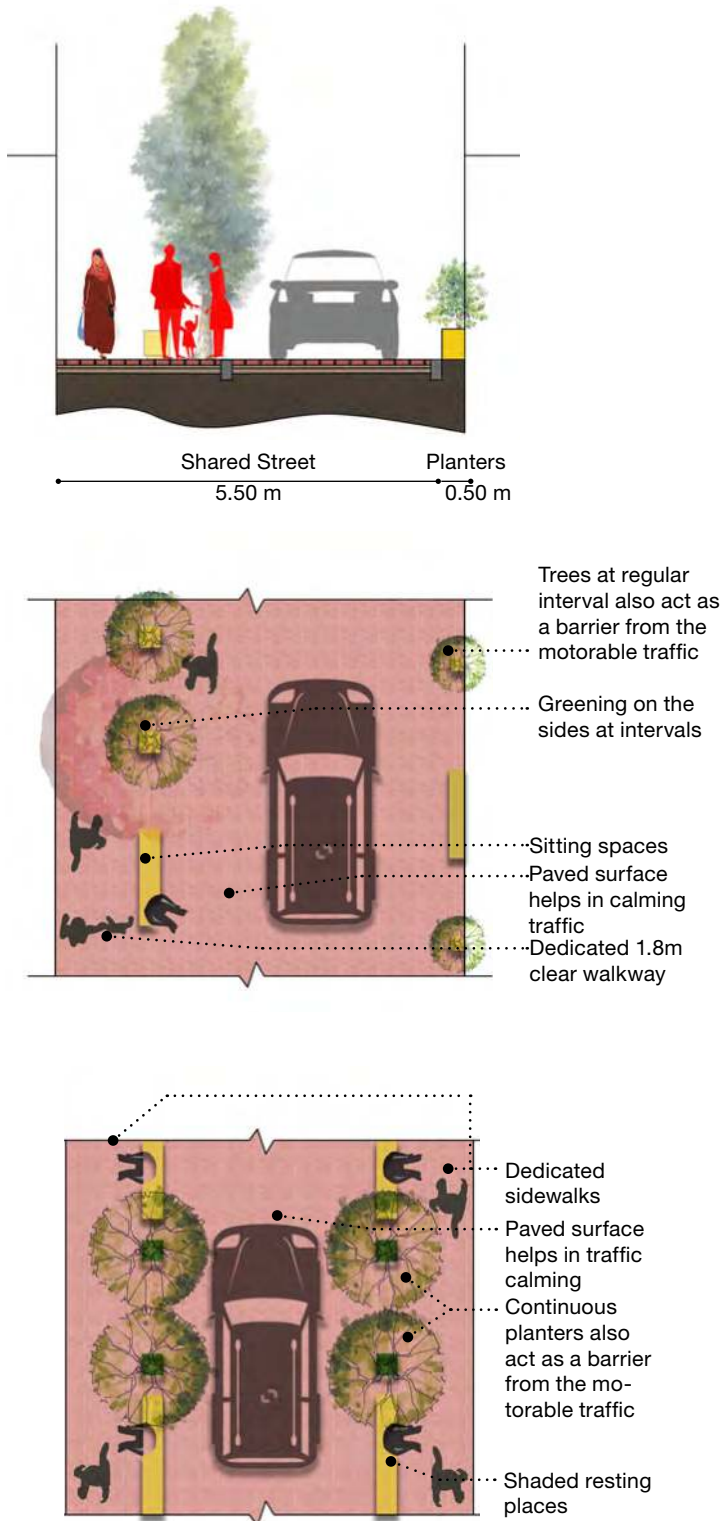 Shared Street
Planters
5.50 m
0.50 m
Trees at regular
interval also act as
a barrier from the
motorable traffic
Greening on the
sides at intervals
Sitting spaces
Paved surface
helps in calming
traffic
Dedicated 1.8m
clear walkway
Dedicated
sidewalks
Paved surface
helps in traffic
calming
Continuous
planters also
act as a barrier
from the mo-
torable traffic
Shaded resting
places